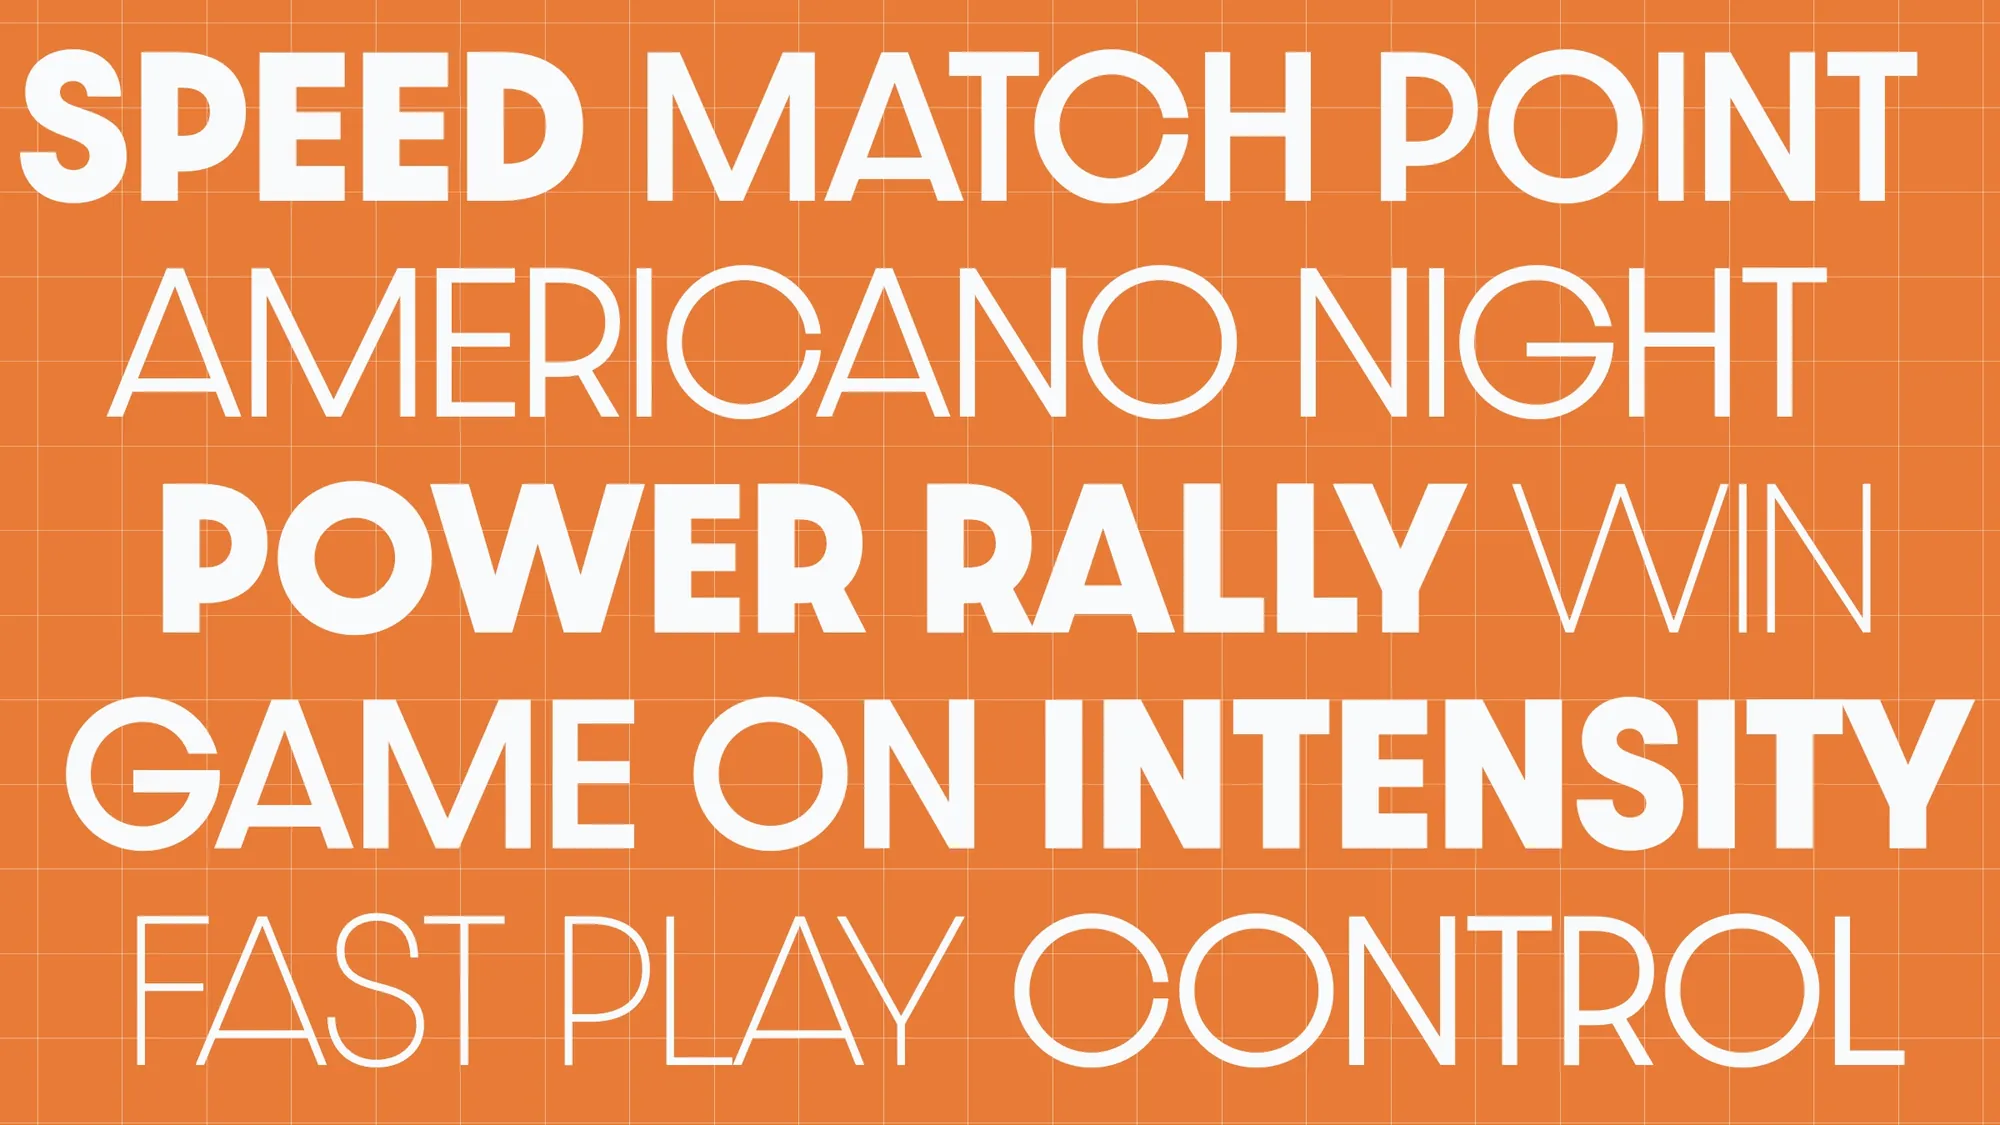 SPEED MATCH POINT
AMERICANO NIGHT
POWER RALLY WIN
GAME ON INTENSITY
FAST PLAY CONTROL